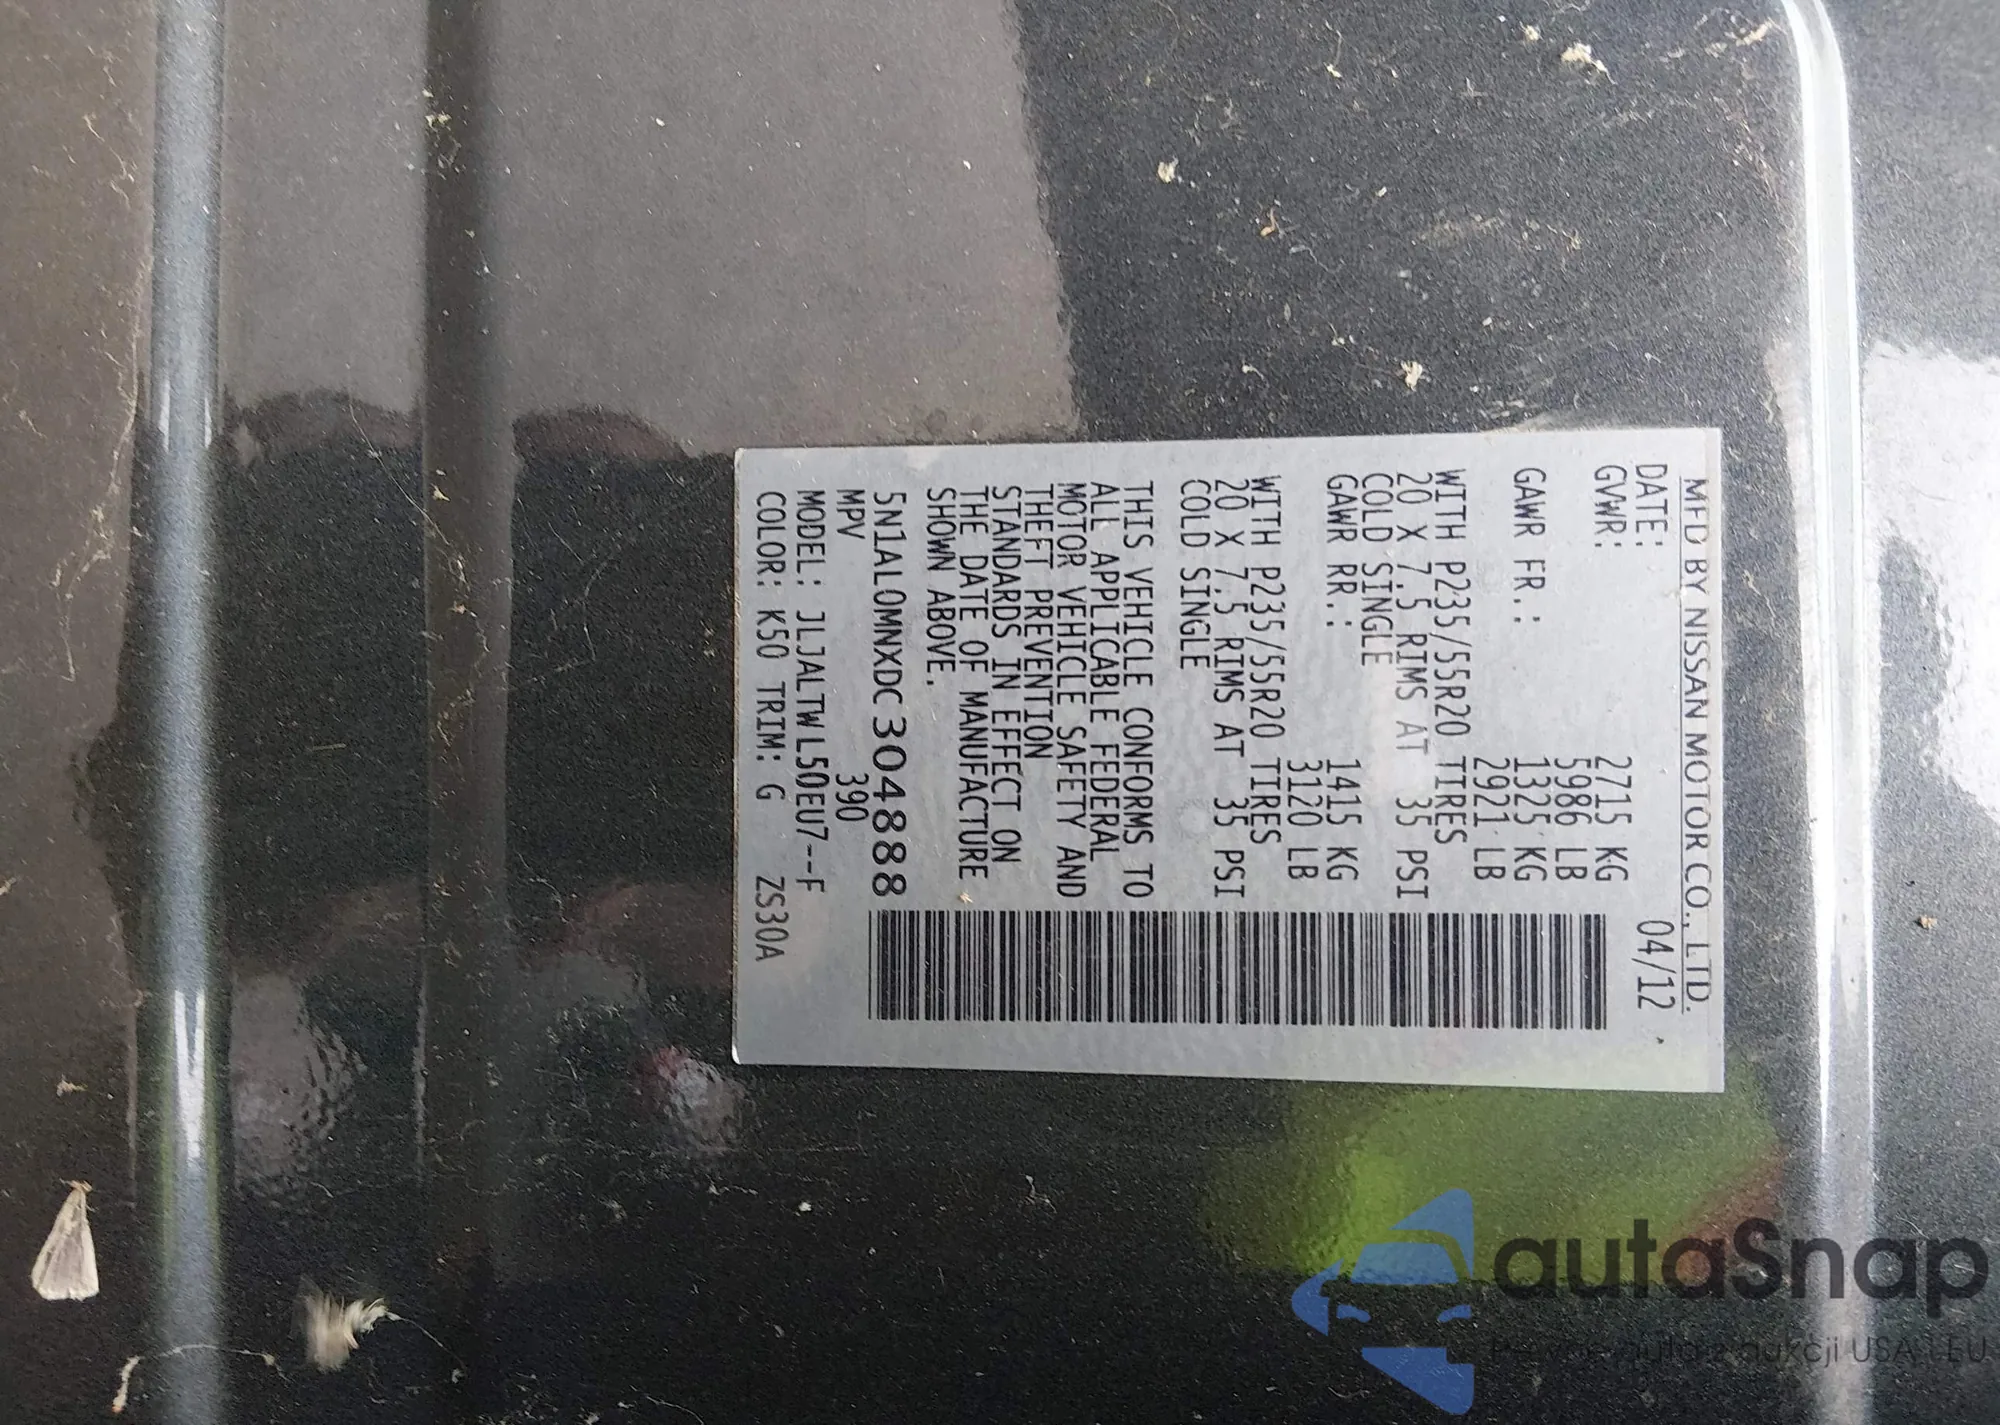 MFD BY NISSAN MOTOR CO., LTD.
DATE: 04/12
GVWR: 2715 KG
5986 LB
GAWR FR.: 1325 KG
2921 LB
WITH P235/55R20 TIRES
20 X 7.5 RIMS AT 35 PSI
COLD SINGLE
GAWR RR.: 1415 KG
3120 LB
WITH P235/55R20 TIRES
20 X 7.5 RIMS AT 35 PSI
COLD SINGLE
THIS VEHICLE CONFORMS TO
ALL APPLICABLE FEDERAL
MOTOR VEHICLE SAFETY AND
THEFT PREVENTION
STANDARDS IN EFFECT ON
THE DATE OF MANUFACTURE
SHOWN ABOVE.
5N1AL0MNXDC304888
MPV 390
MODEL: JLJALTWL50EU7--F
COLOR: K50 TRIM: G ZS30A
autaSnap
auta z aukcji USA i EU